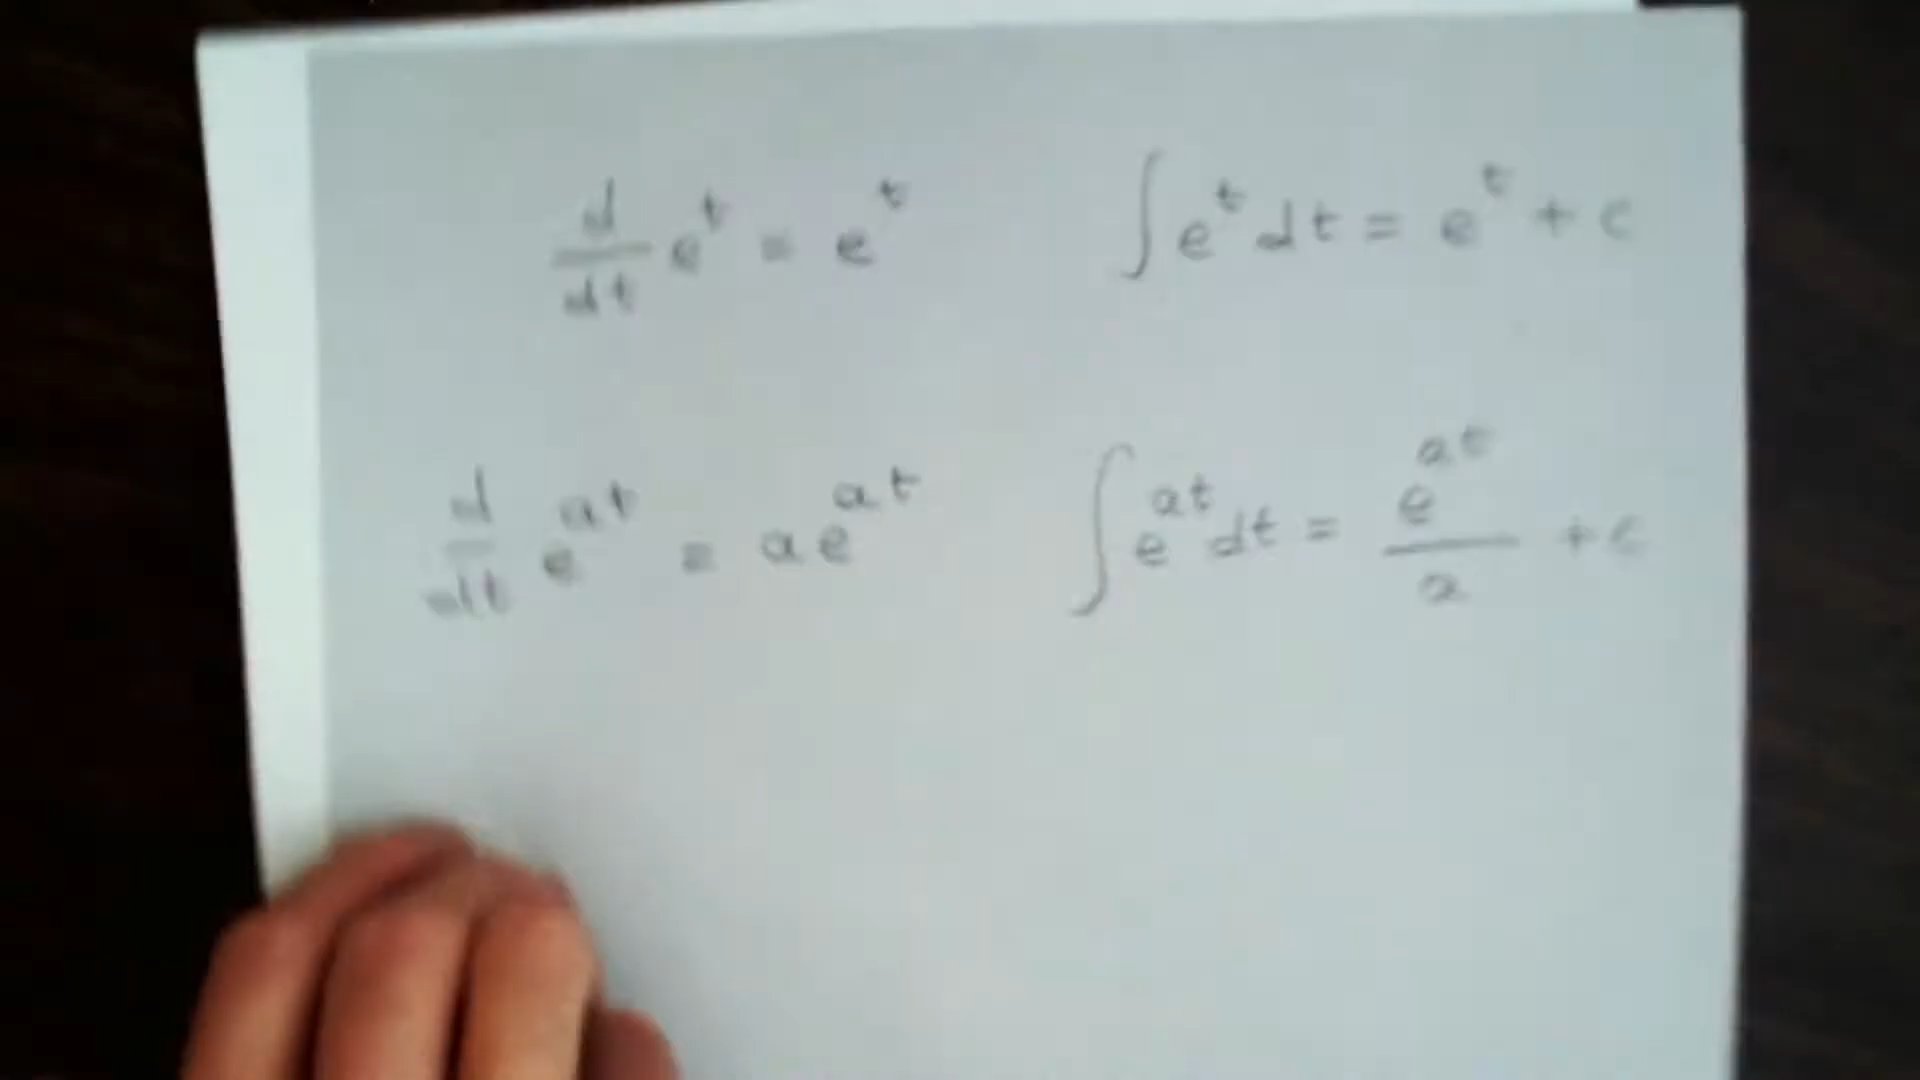 d/dt e^t = e^t ∫ e^t dt = e^t + c
d/dt e^at = a e^at ∫ e^at dt = e^at/a + c